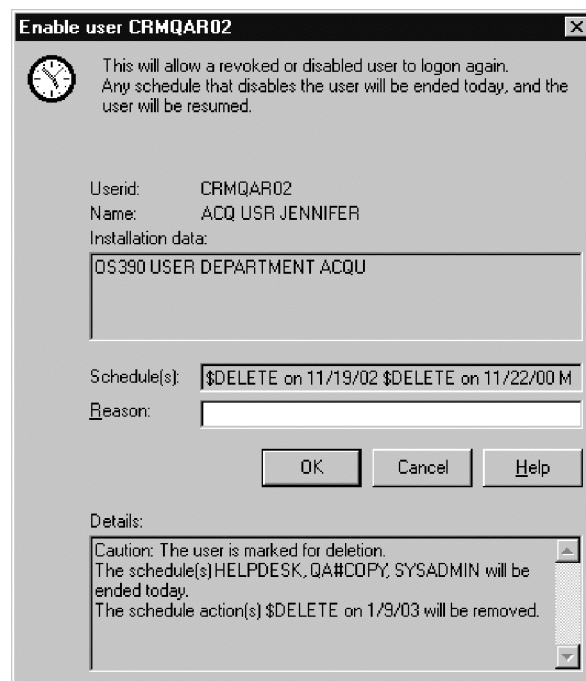 Enable user CRMQAR02
This will allow a revoked or disabled user to logon again.
Any schedule that disables the user will be ended today, and the
user will be resumed.
Userid: CRMQAR02
Name: ACQ USR JENNIFER
Installation data:
OS390 USER DEPARTMENT ACQU
Schedule(s): $DELETE on 11/19/02 $DELETE on 11/22/00 M
Reason:
OK Cancel Help
Details:
Caution: The user is marked for deletion.
The schedule(s) HELPDESK, QA#COPY, SYSADMIN will be
ended today.
The schedule action(s) $DELETE on 1/9/03 will be removed.